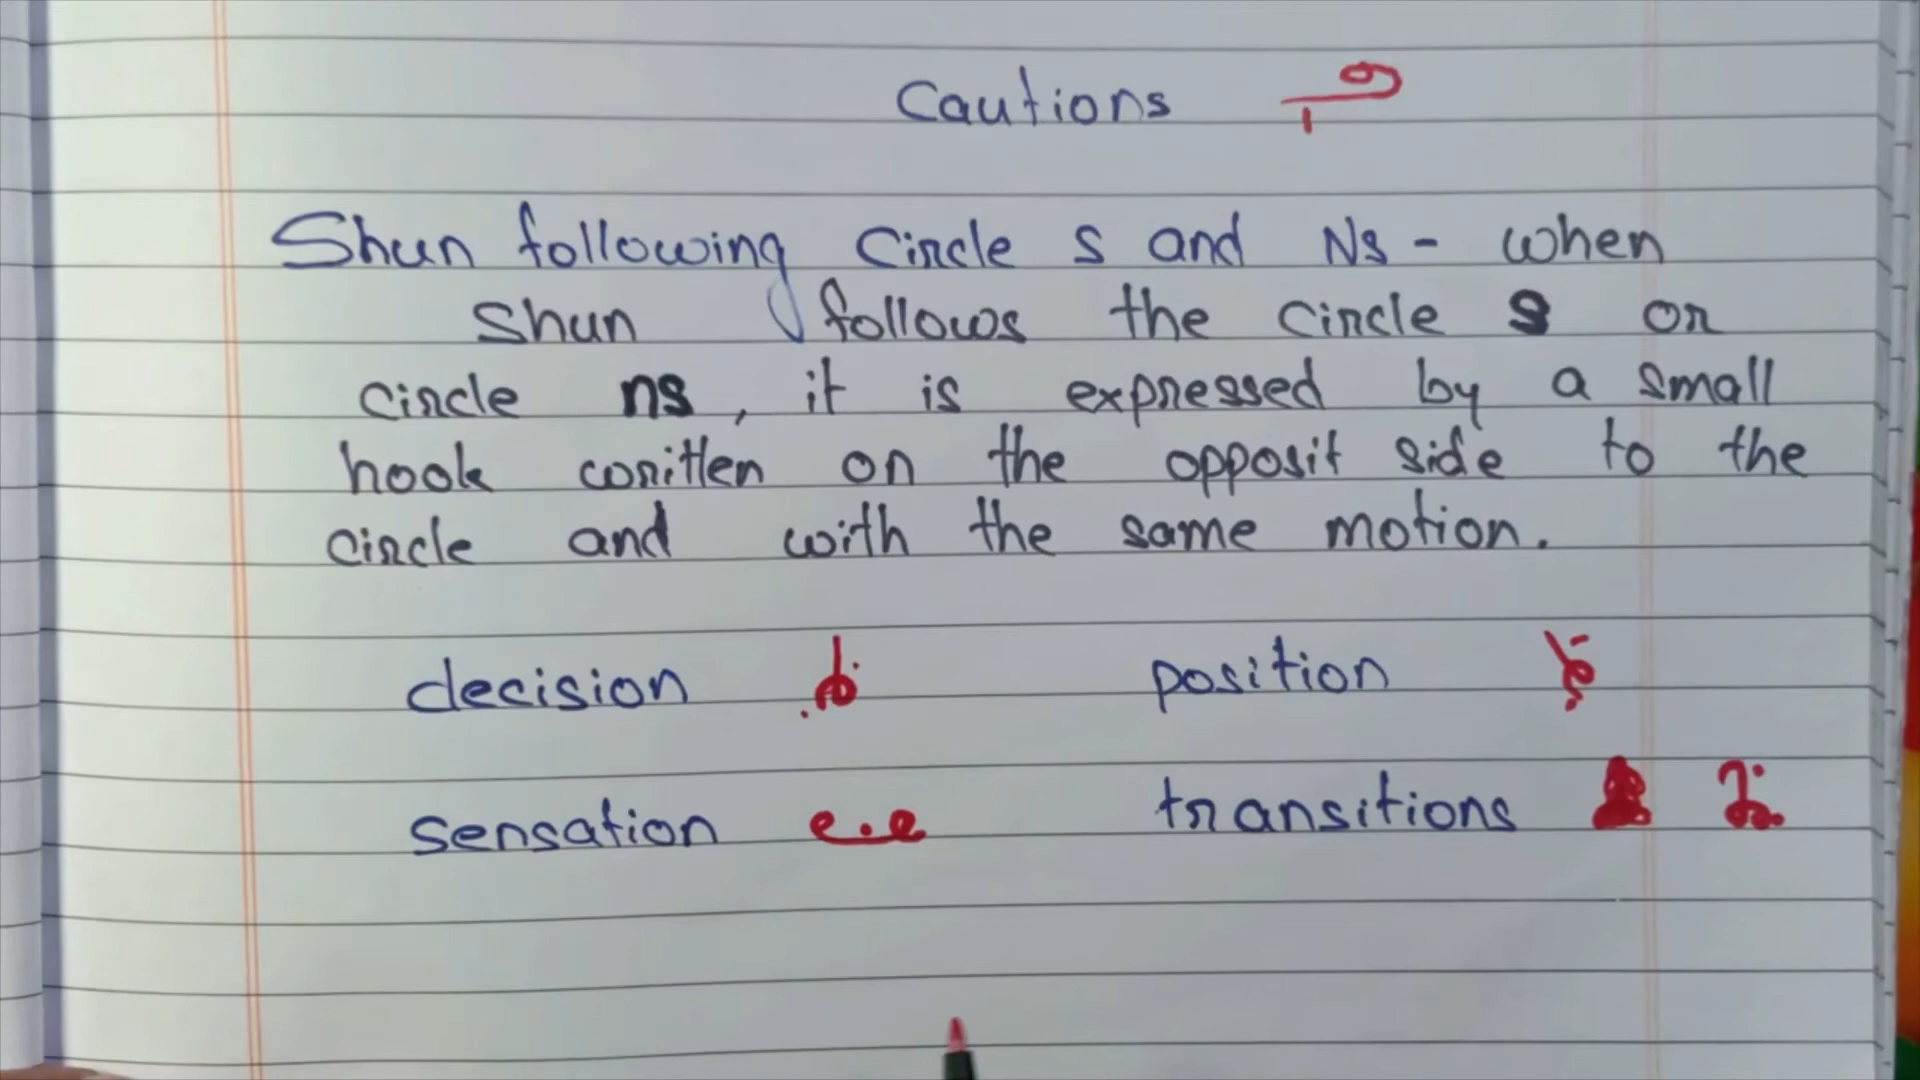 Cautions
Shun following Circle S and Ns - when
Shun follows the circle S or
circle ns, it is expressed by a small
hook written on the opposit side to the
circle and with the same motion.
decision position
sensation transitions